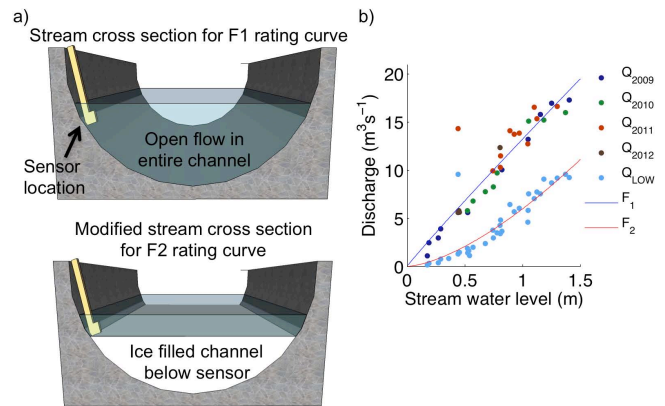 a)
Stream cross section for F1 rating curve
Open flow in
entire channel
Sensor
location
Modified stream cross section
for F2 rating curve
Ice filled channel
below sensor
b)
Discharge (m³s⁻¹)
20
15
10
5
0
0
0.5
1
1.5
Stream water level (m)
Q2009
Q2010
Q2011
Q2012
QLOW
F1
F2